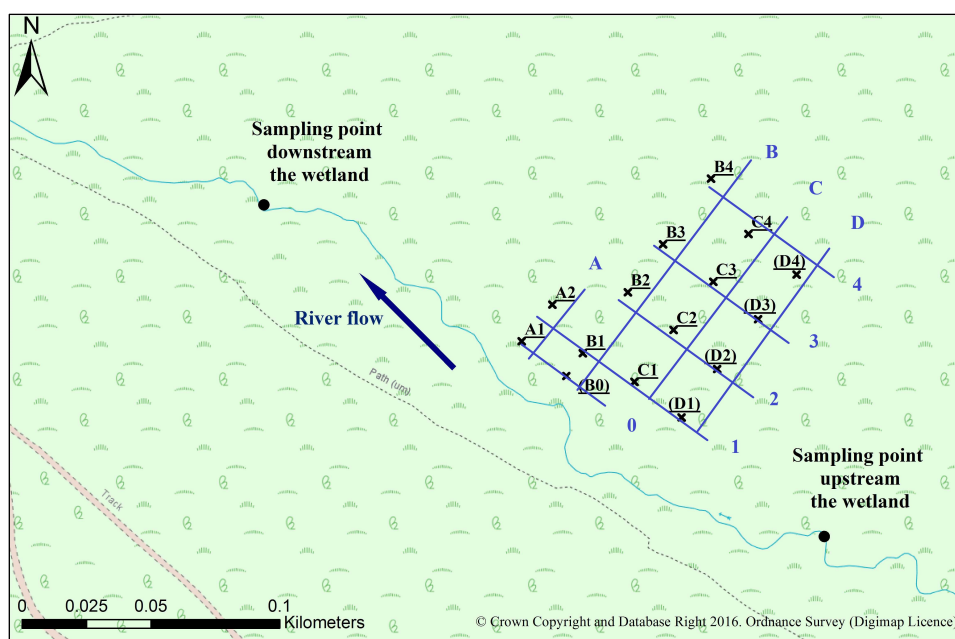 N
Sampling point
downstream
the wetland
B4
B
C
D
C4
B3
(D4)
A
C3
4
B2
A2
(D3)
River flow
C2
A1
3
B1
(D2)
Path (um)
C1
(B0)
2
(D1)
0
1
Sampling point
upstream
the wetland
Track
0 0.025 0.05 0.1
Kilometers
© Crown Copyright and Database Right 2016. Ordnance Survey (Digimap Licence)